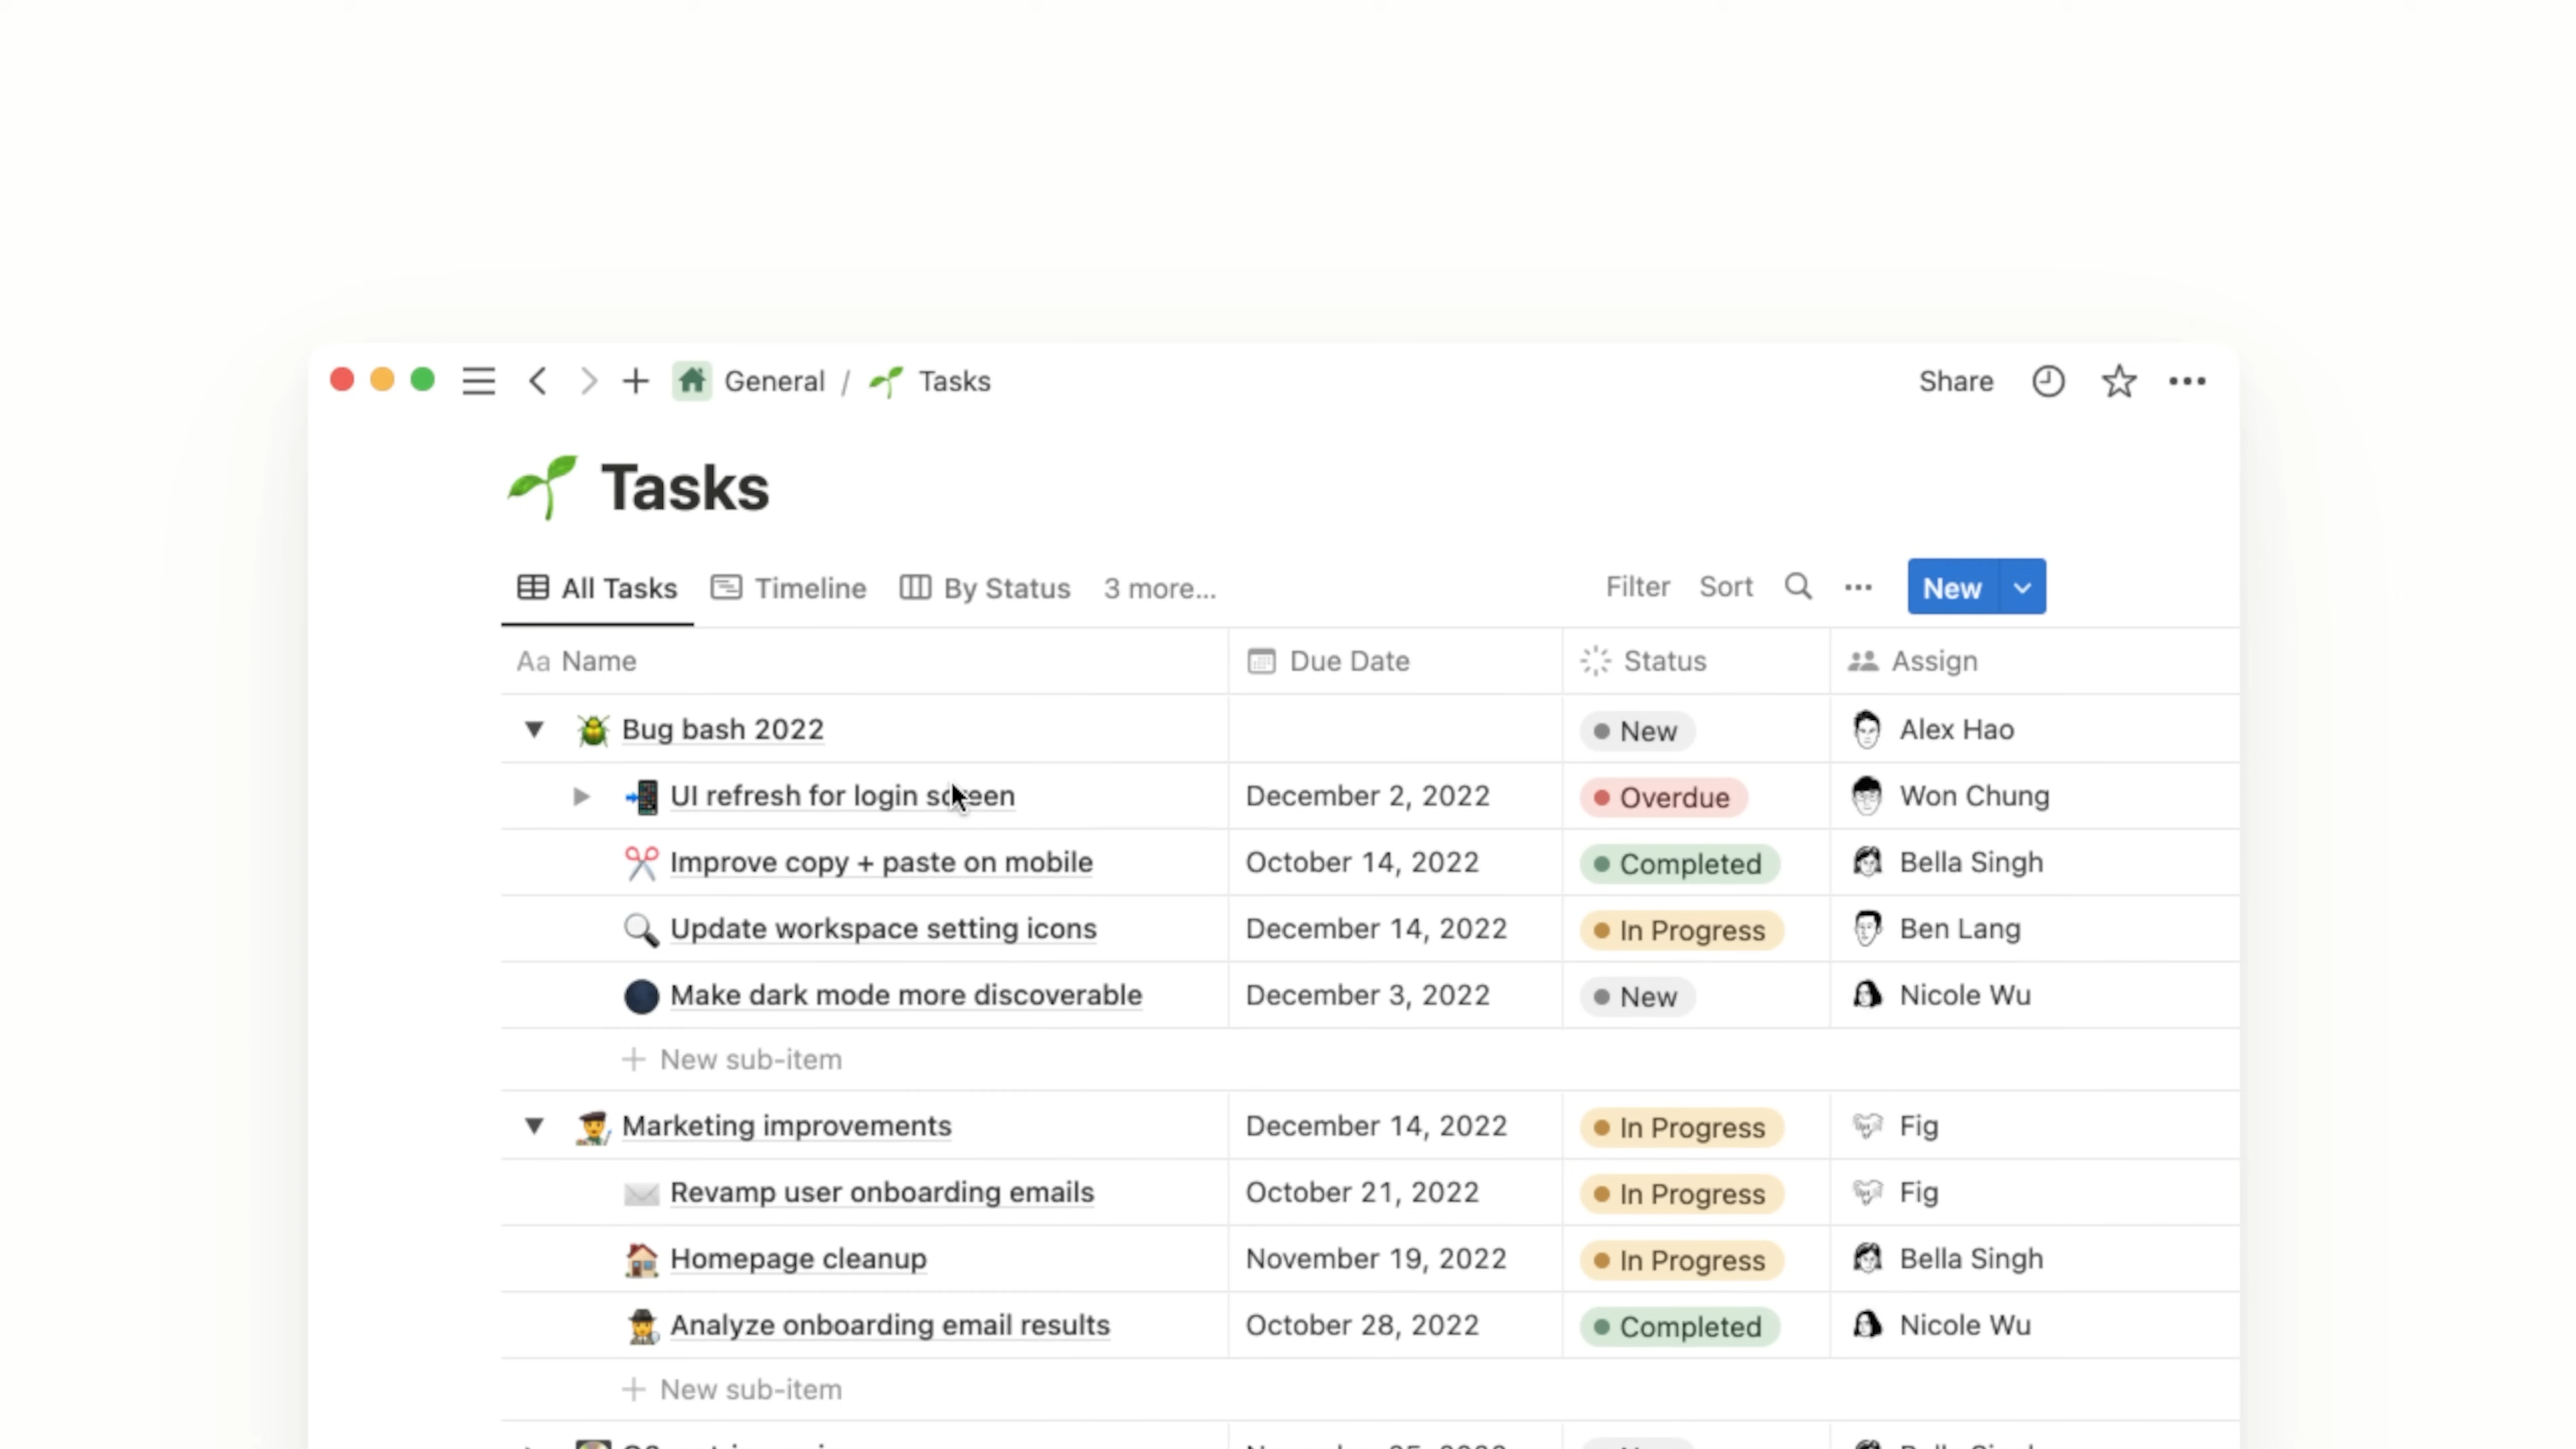 General / Tasks
Share
Tasks
All Tasks Timeline By Status 3 more...
Filter Sort New
Aa Name Due Date Status Assign
Bug bash 2022 New Alex Hao
UI refresh for login screen December 2, 2022 Overdue Won Chung
Improve copy + paste on mobile October 14, 2022 Completed Bella Singh
Update workspace setting icons December 14, 2022 In Progress Ben Lang
Make dark mode more discoverable December 3, 2022 New Nicole Wu
+ New sub-item
Marketing improvements December 14, 2022 In Progress Fig
Revamp user onboarding emails October 21, 2022 In Progress Fig
Homepage cleanup November 19, 2022 In Progress Bella Singh
Analyze onboarding email results October 28, 2022 Completed Nicole Wu
+ New sub-item